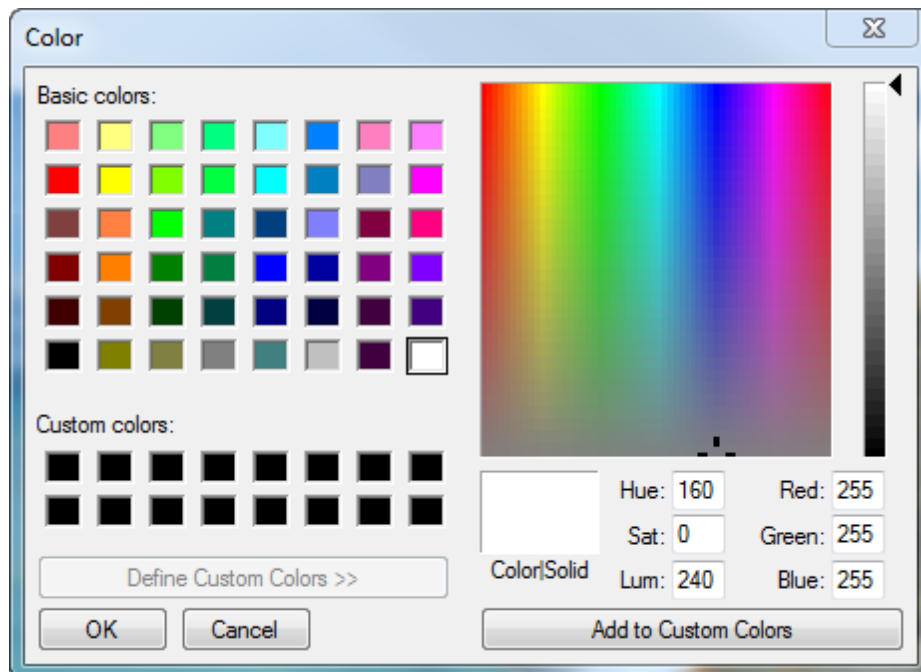 Color
Basic colors:
Custom colors:
Define Custom Colors >>
OK Cancel
Color|Solid
Hue: 160 Red: 255
Sat: 0 Green: 255
Lum: 240 Blue: 255
Add to Custom Colors